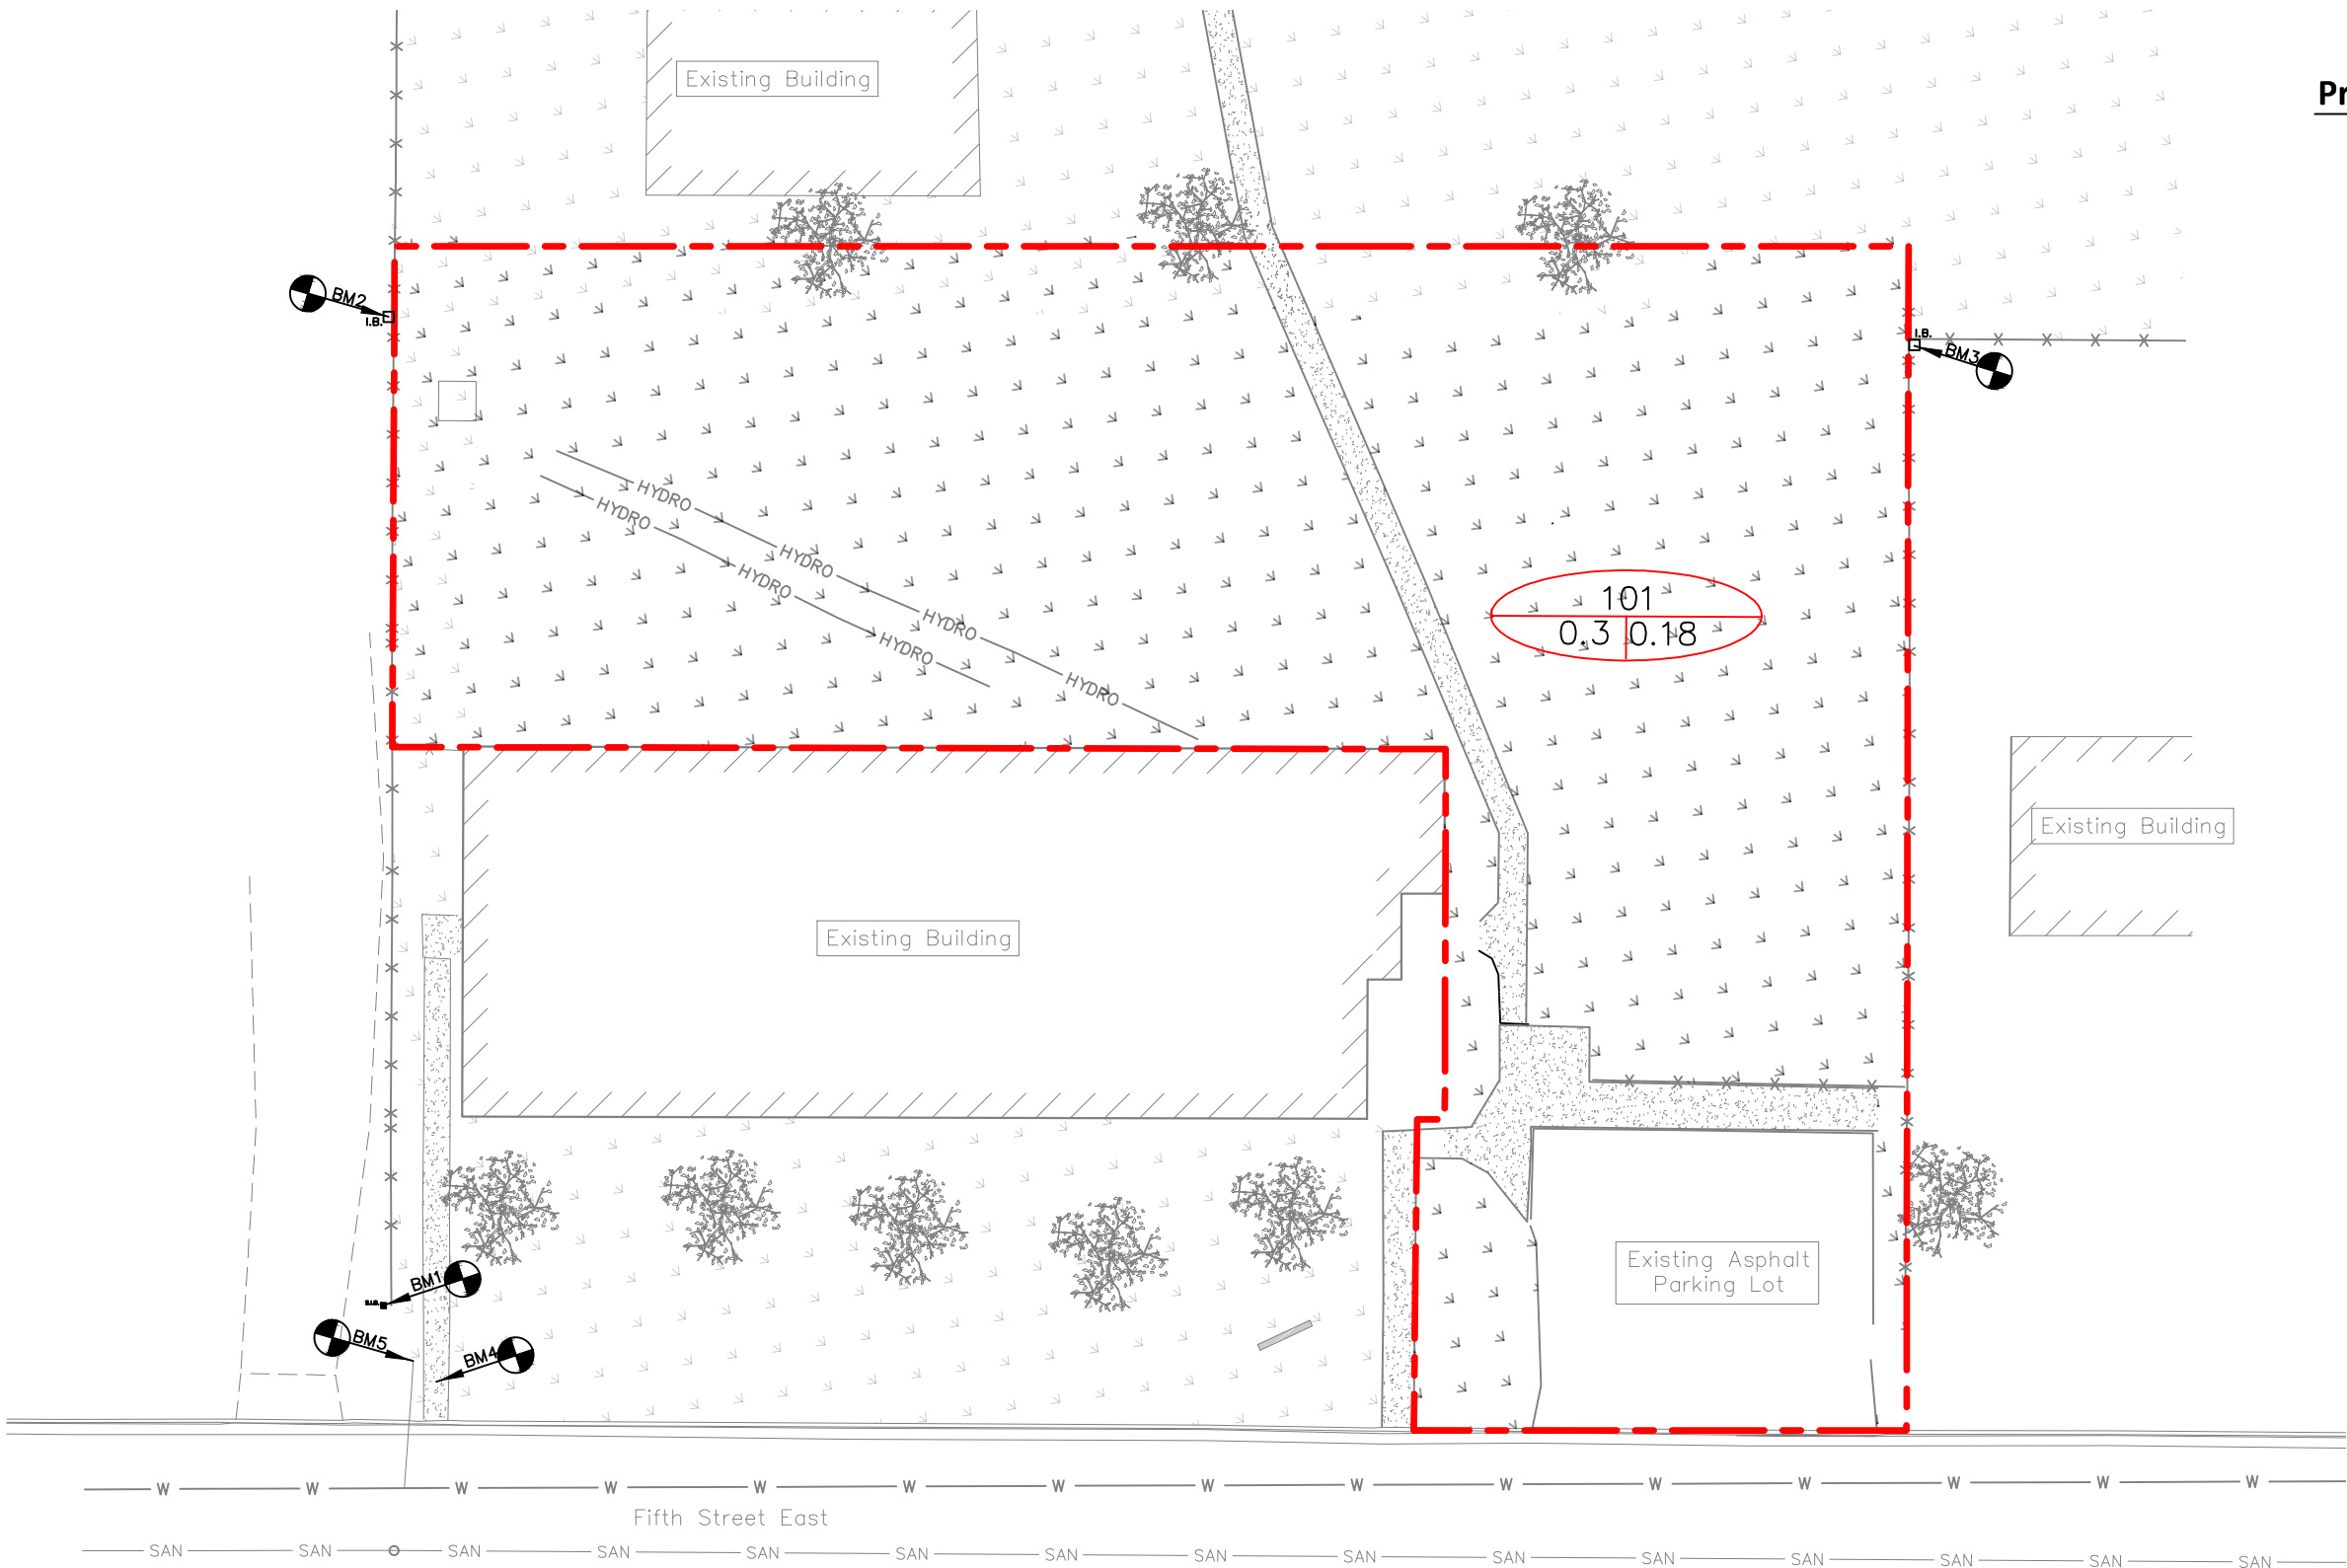 Existing Building
Pr
BM2
I.B.
I.B.
BM3
HYDRO
HYDRO
HYDRO
HYDRO
HYDRO
HYDRO
HYDRO
101
0.3 0.18
Existing Building
Existing Building
Existing Asphalt
Parking Lot
BM1
BM5
BM4
W W W W W W W W W W W W W W W
Fifth Street East
SAN SAN SAN SAN SAN SAN SAN SAN SAN SAN SAN SAN SAN SAN SAN